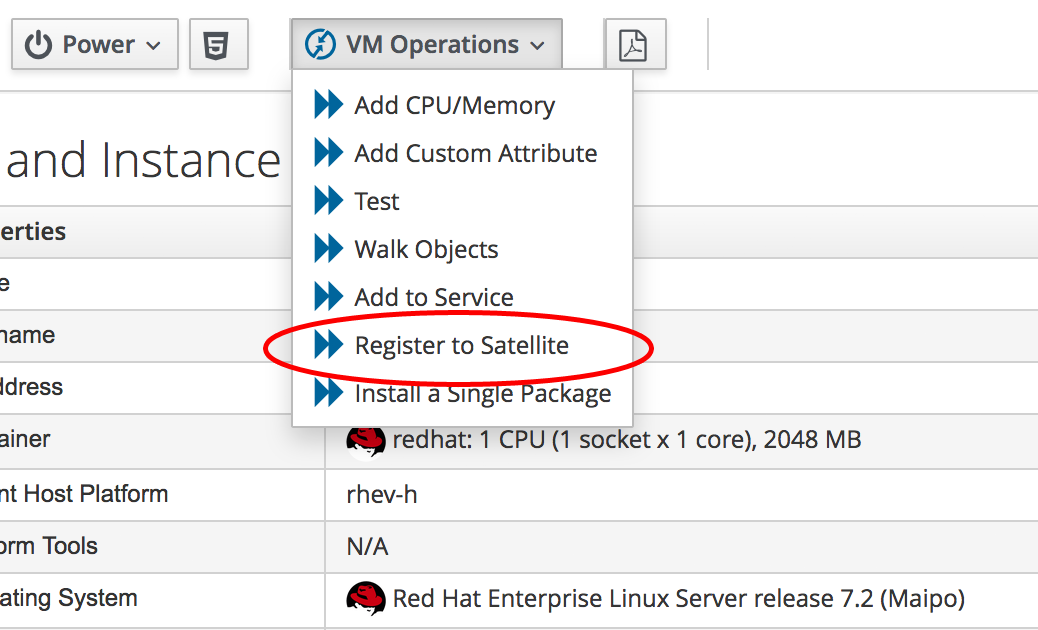 Power VM Operations
Add CPU/Memory
Add Custom Attribute
and Instance
Test
erties
Walk Objects
e
Add to Service
name
Register to Satellite
ddress
Install a Single Package
ainer redhat: 1 CPU (1 socket x 1 core), 2048 MB
nt Host Platform rhev-h
orm Tools N/A
ating System Red Hat Enterprise Linux Server release 7.2 (Maipo)